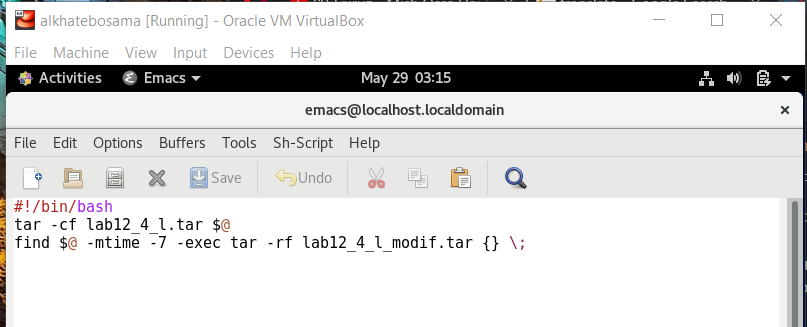 alkhatebosama [Running] - Oracle VM VirtualBox
File Machine View Input Devices Help
Activities Emacs May 29 03:15
emacs@localhost.localdomain
File Edit Options Buffers Tools Sh-Script Help
Save Undo
#!/bin/bash
tar -cf lab12_4_l.tar $@
find $@ -mtime -7 -exec tar -rf lab12_4_l_modif.tar {} \;